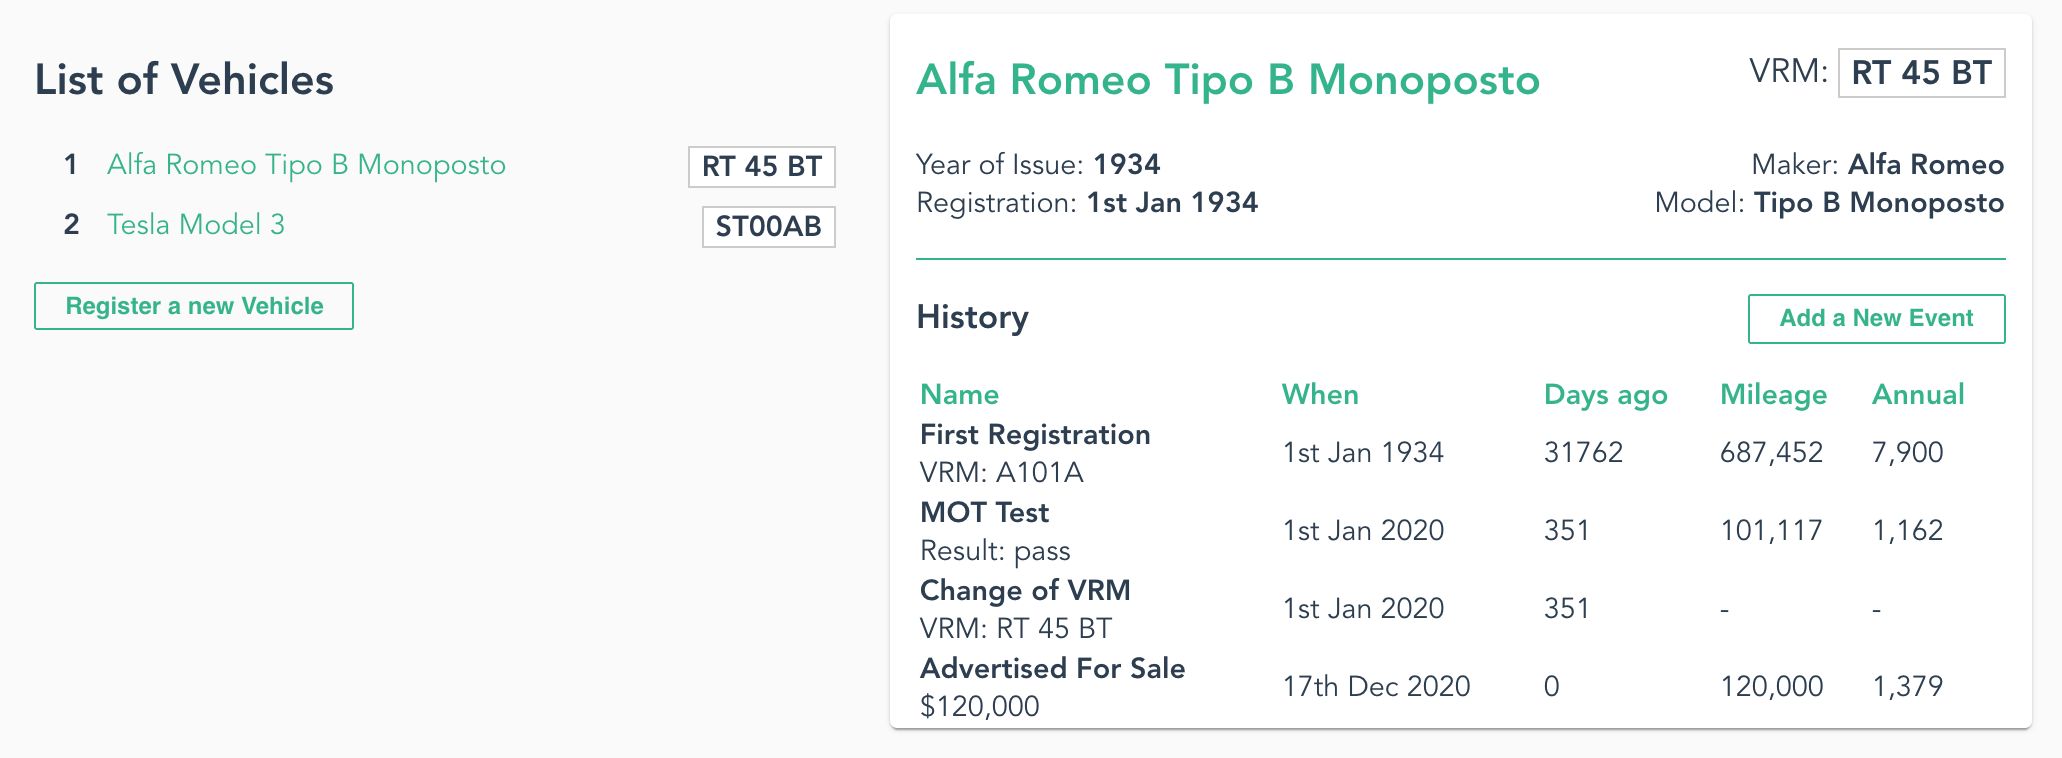 List of Vehicles
1 Alfa Romeo Tipo B Monoposto RT 45 BT
2 Tesla Model 3 ST00AB
Register a new Vehicle
Alfa Romeo Tipo B Monoposto VRM: RT 45 BT
Year of Issue: 1934 Maker: Alfa Romeo
Registration: 1st Jan 1934 Model: Tipo B Monoposto
History Add a New Event
Name When Days ago Mileage Annual
First Registration
VRM: A101A 1st Jan 1934 31762 687,452 7,900
MOT Test
Result: pass 1st Jan 2020 351 101,117 1,162
Change of VRM
VRM: RT 45 BT 1st Jan 2020 351 - -
Advertised For Sale
$120,000 17th Dec 2020 0 120,000 1,379